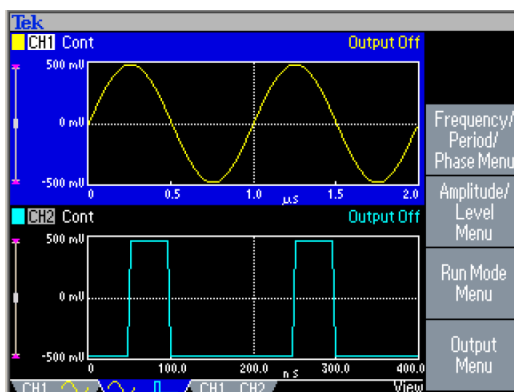 Tek
CH1 Cont Output Off
500 mV
0 mV
-500 mV
0 0.5 1.0 1.5 2.0
µs
CH2 Cont Output Off
500 mV
0 mV
-500 mV
0 100.0 200.0 300.0 400.0
ns
Frequency/
Period/
Phase Menu
Amplitude/
Level
Menu
Run Mode
Menu
Output
Menu
CH1 CH1 CH2 View